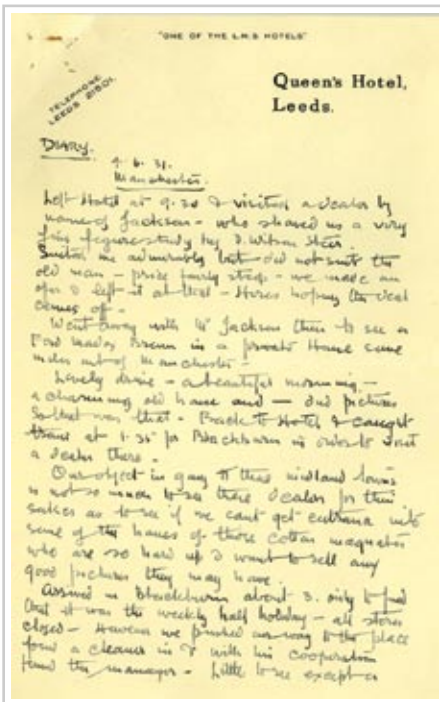 "ONE OF THE L.M.S HOTELS"
Queen's Hotel,
Leeds.
TELEPHONE
LEEDS 21501.
DIARY.
4.6.31.
Manchester.
Left Hotel at 9.30 & visited a dealer by
name of Jackson - who showed us a very
fine figure study by P. Wilson Steer.
Suited me admirably but did not suit the
old man - price fairly steep - we made an
offer & left it at that - Here's hoping the deal
comes off -
Went away with Mr Jackson then to see a
Ford Madox Brown in a private Home some
miles out of Manchester -
Lovely drive - a beautiful morning -
a charming old home and - dud pictures
So that was that - Back to Hotel & caught
train at 1.35 for Blackburn in order to visit
a dealer there -
Our object in going to these midland towns
is not so much to see these dealers for their
sakes as to see if we cant get entrance into
some of the homes of those cotton magnates
who are so hard up & want to sell any
good pictures they may have.
Arrived in Blackburn about 3. only to find
that it was the weekly half holiday - all stores
closed - However we pushed our way to the place
found a cleaner in & with his cooperation
found the manager - Little to see except a